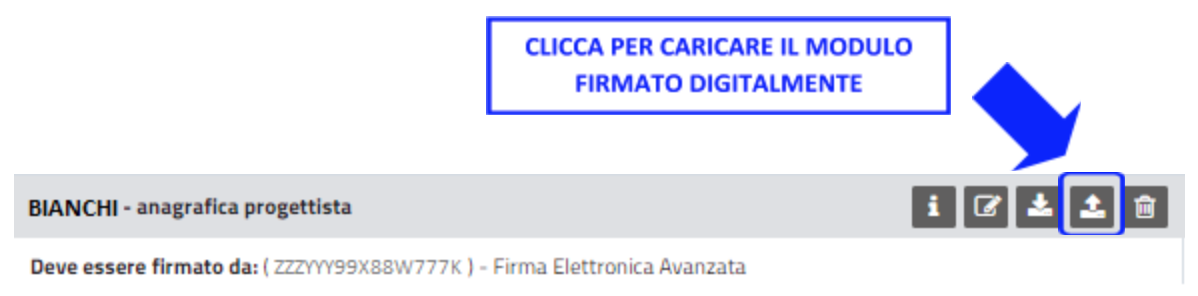 CLICCA PER CARICARE IL MODULO
FIRMATO DIGITALMENTE
BIANCHI - anagrafica progettista
Deve essere firmato da: ( ZZZYYY99X88W777K ) - Firma Elettronica Avanzata